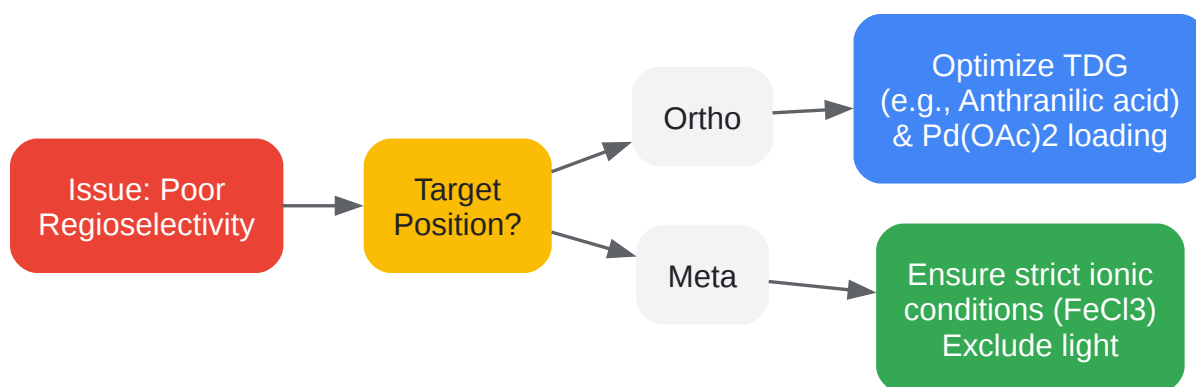 Issue: Poor
Regioselectivity
Target
Position?
Ortho
Optimize TDG
(e.g., Anthranilic acid)
& Pd(OAc)2 loading
Meta
Ensure strict ionic
conditions (FeCl3)
Exclude light